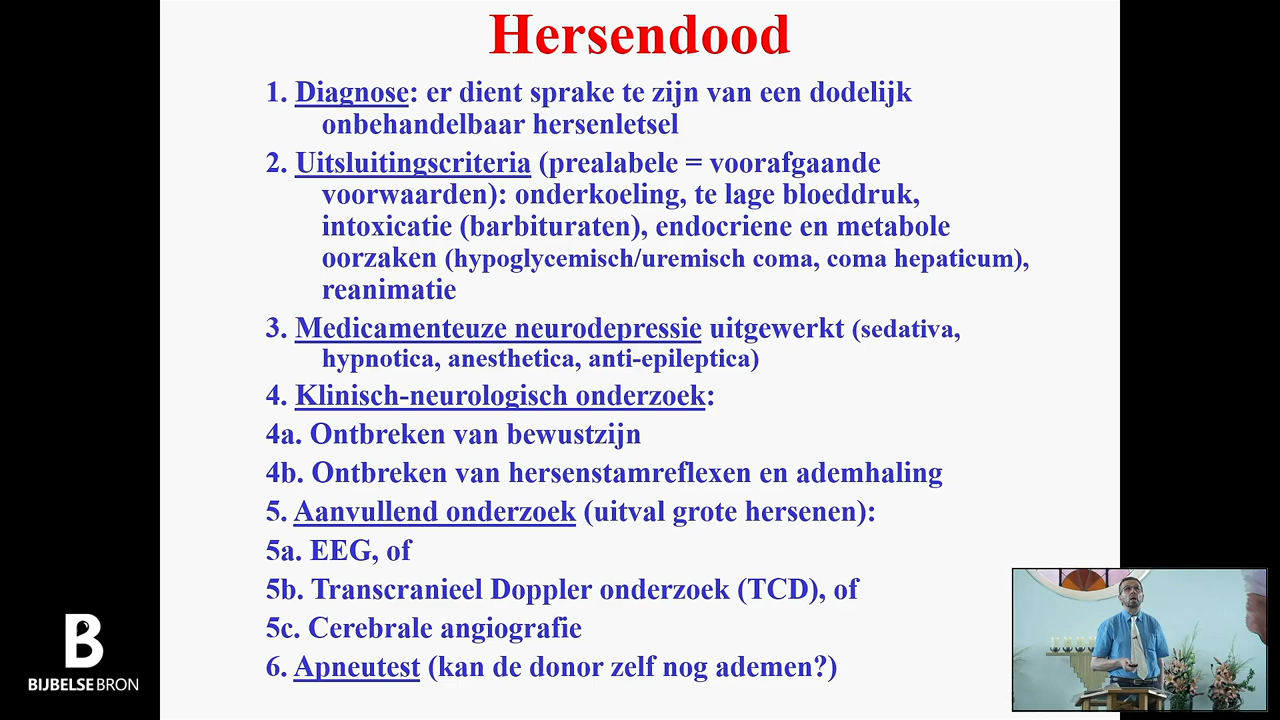 Hersendood
1. Diagnose: er dient sprake te zijn van een dodelijk
onbehandelbaar hersenletsel
2. Uitsluitingscriteria (prealabele = voorafgaande
voorwaarden): onderkoeling, te lage bloeddruk,
intoxicatie (barbituraten), endocriene en metabole
oorzaken (hypoglycemisch/uremisch coma, coma hepaticum),
reanimatie
3. Medicamenteuze neurodepressie uitgewerkt (sedativa,
hypnotica, anesthetica, anti-epileptica)
4. Klinisch-neurologisch onderzoek:
4a. Ontbreken van bewustzijn
4b. Ontbreken van hersenstamreflexen en ademhaling
5. Aanvullend onderzoek (uitval grote hersenen):
5a. EEG, of
5b. Transcranieel Doppler onderzoek (TCD), of
5c. Cerebrale angiografie
6. Apneutest (kan de donor zelf nog ademen?)
B
BIJBELSE BRON